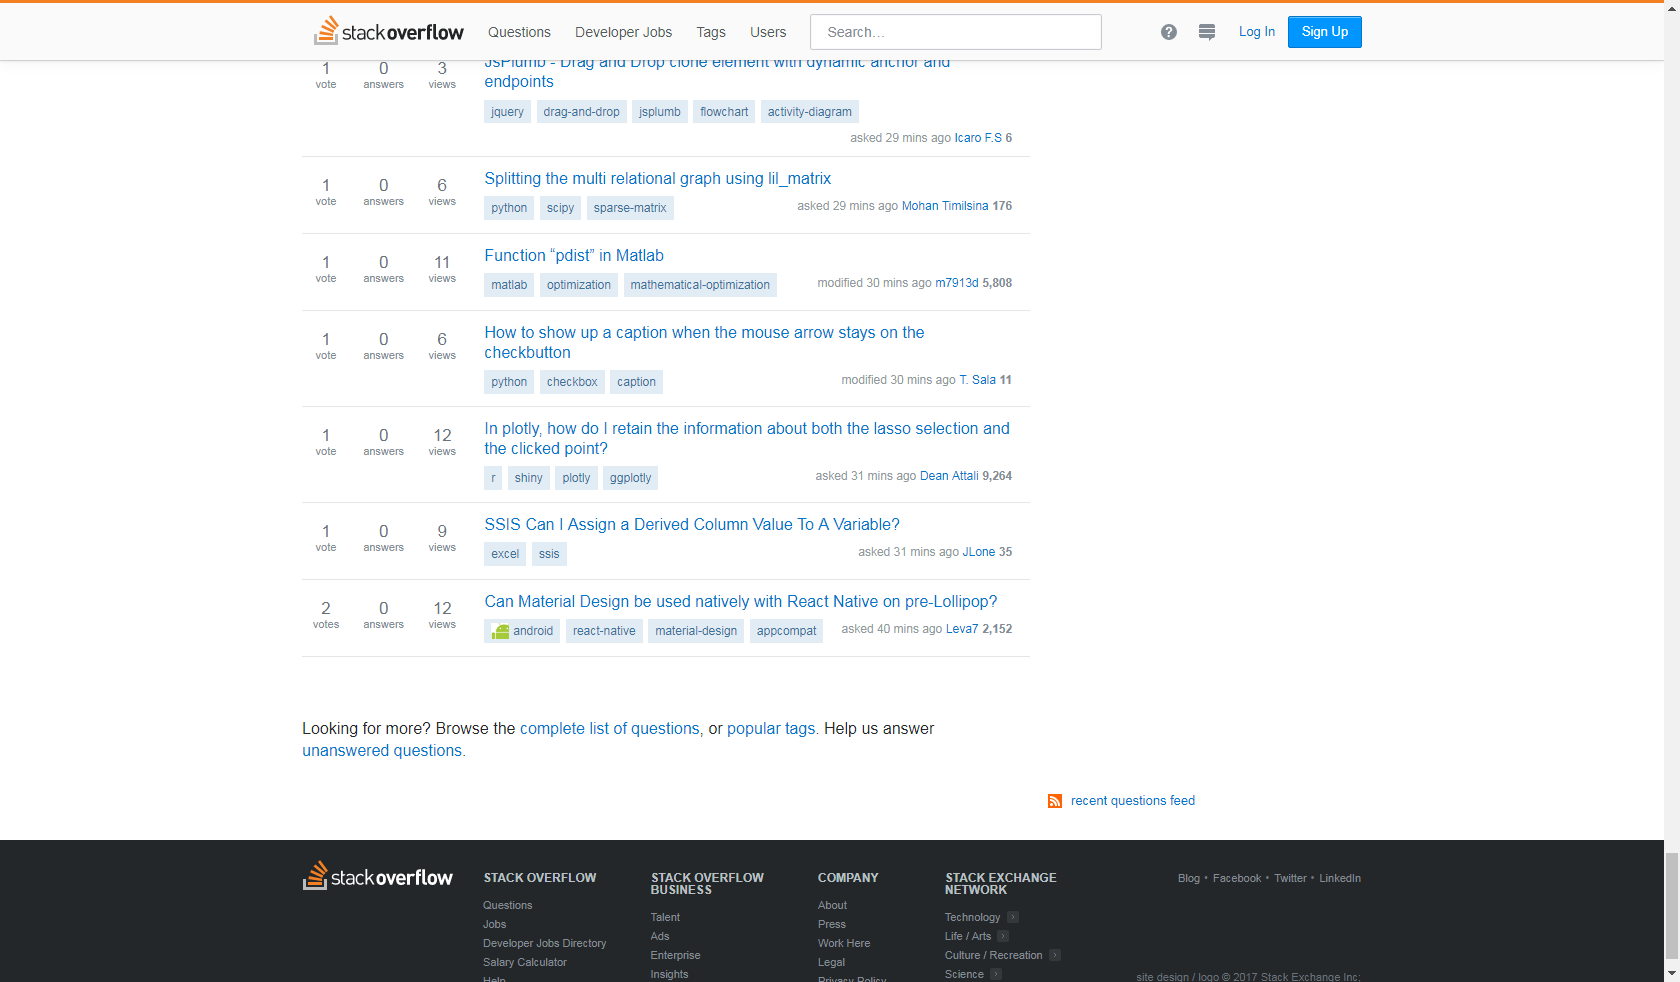 stackoverflow Questions Developer Jobs Tags Users Search... Log In Sign Up
1 0 3 JsPlumb - Drag and Drop clone element with dynamic anchor and
vote answers views endpoints
jquery drag-and-drop jsplumb flowchart activity-diagram
asked 29 mins ago Icaro F.S 6
1 0 6 Splitting the multi relational graph using lil_matrix
vote answers views python scipy sparse-matrix asked 29 mins ago Mohan Timilsina 176
1 0 11 Function “pdist” in Matlab
vote answers views matlab optimization mathematical-optimization modified 30 mins ago m7913d 5,808
1 0 6 How to show up a caption when the mouse arrow stays on the
vote answers views checkbutton
python checkbox caption modified 30 mins ago T. Sala 11
1 0 12 In plotly, how do I retain the information about both the lasso selection and
vote answers views the clicked point?
r shiny plotly ggplotly asked 31 mins ago Dean Attali 9,264
1 0 9 SSIS Can I Assign a Derived Column Value To A Variable?
vote answers views excel ssis asked 31 mins ago JLone 35
2 0 12 Can Material Design be used natively with React Native on pre-Lollipop?
votes answers views android react-native material-design appcompat asked 40 mins ago Leva7 2,152
Looking for more? Browse the complete list of questions, or popular tags. Help us answer
unanswered questions.
recent questions feed
stackoverflow
STACK OVERFLOW
Questions
Jobs
Developer Jobs Directory
Salary Calculator
Help
STACK OVERFLOW
BUSINESS
Talent
Ads
Enterprise
Insights
COMPANY
About
Press
Work Here
Legal
Privacy Policy
STACK EXCHANGE
NETWORK
Technology
Life / Arts
Culture / Recreation
Science
Blog • Facebook • Twitter • LinkedIn
site design / logo © 2017 Stack Exchange Inc;